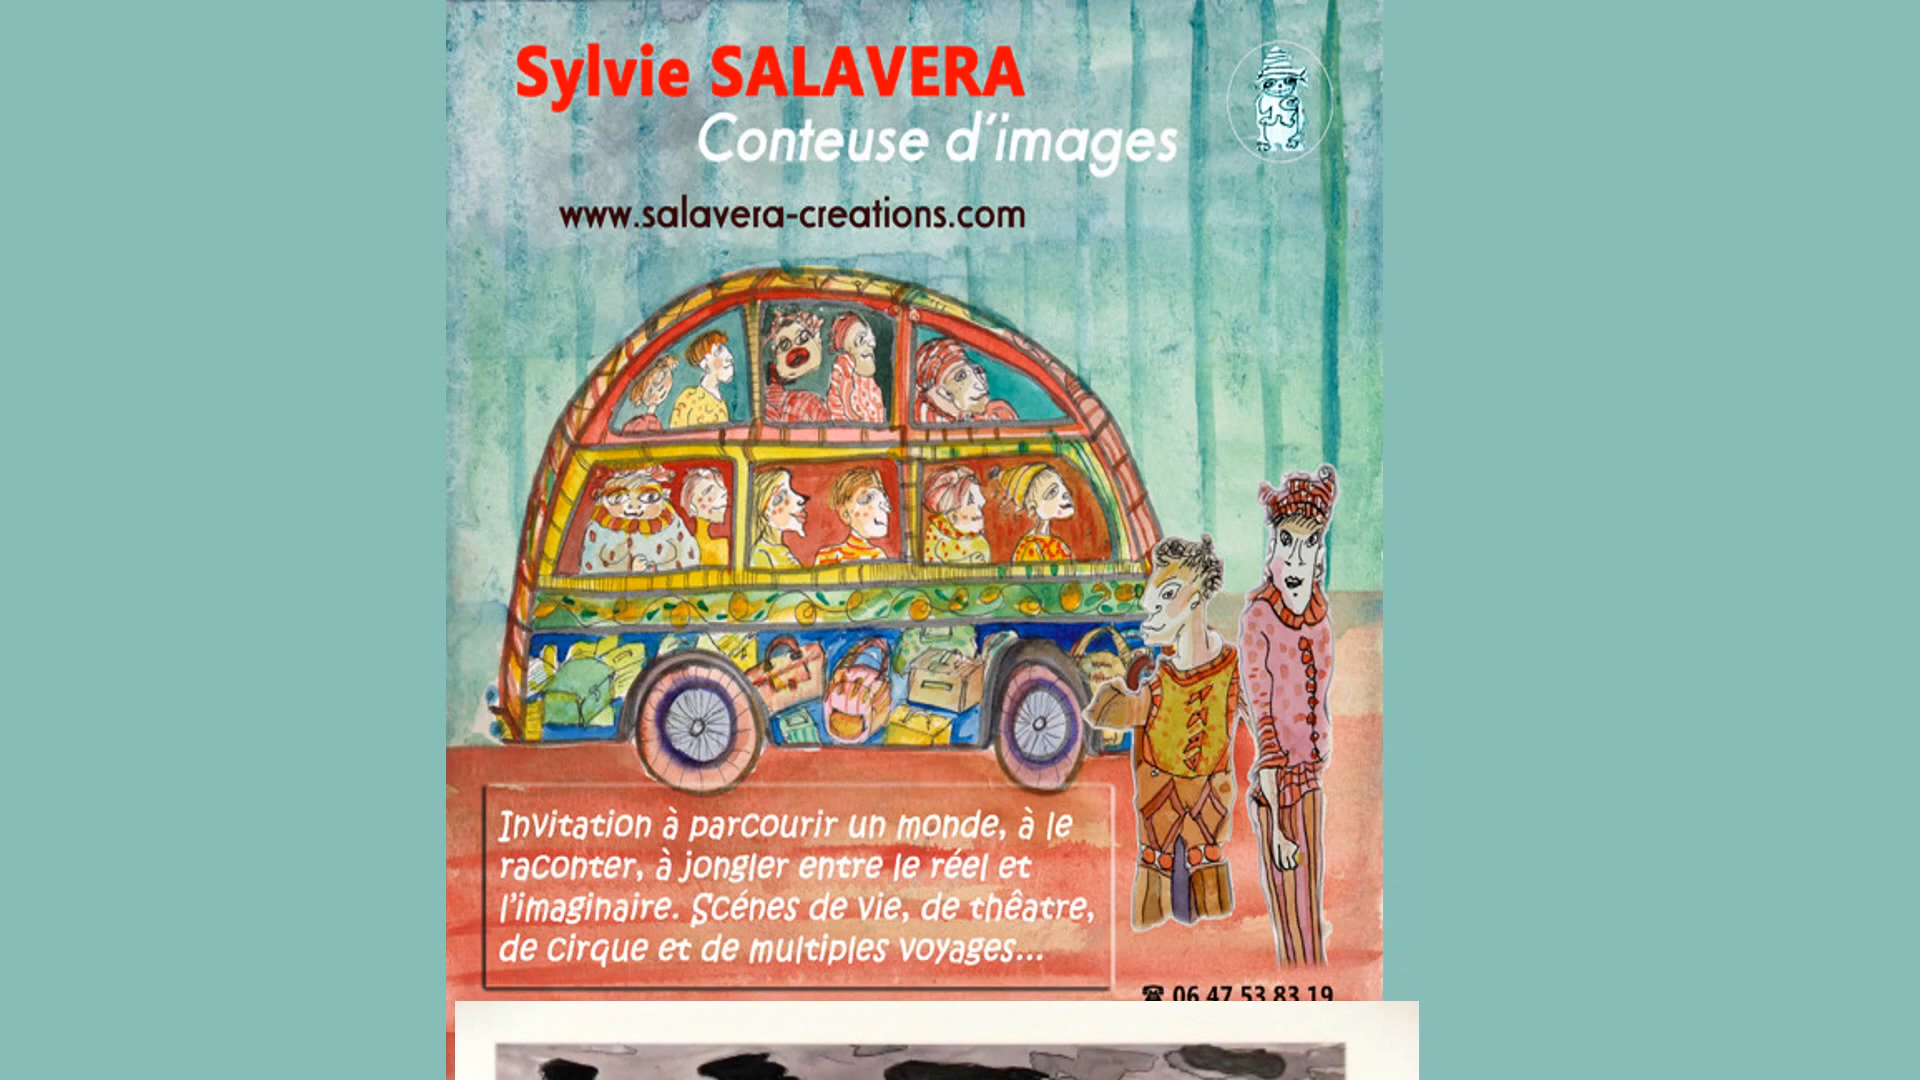 Sylvie SALAVERA
Conteuse d'images
www.salavera-creations.com
Invitation à parcourir un monde, à le
raconter, à jongler entre le réel et
l'imaginaire. Scénes de vie, de thêatre,
de cirque et de multiples voyages...
☎ 06 47 53 83 19